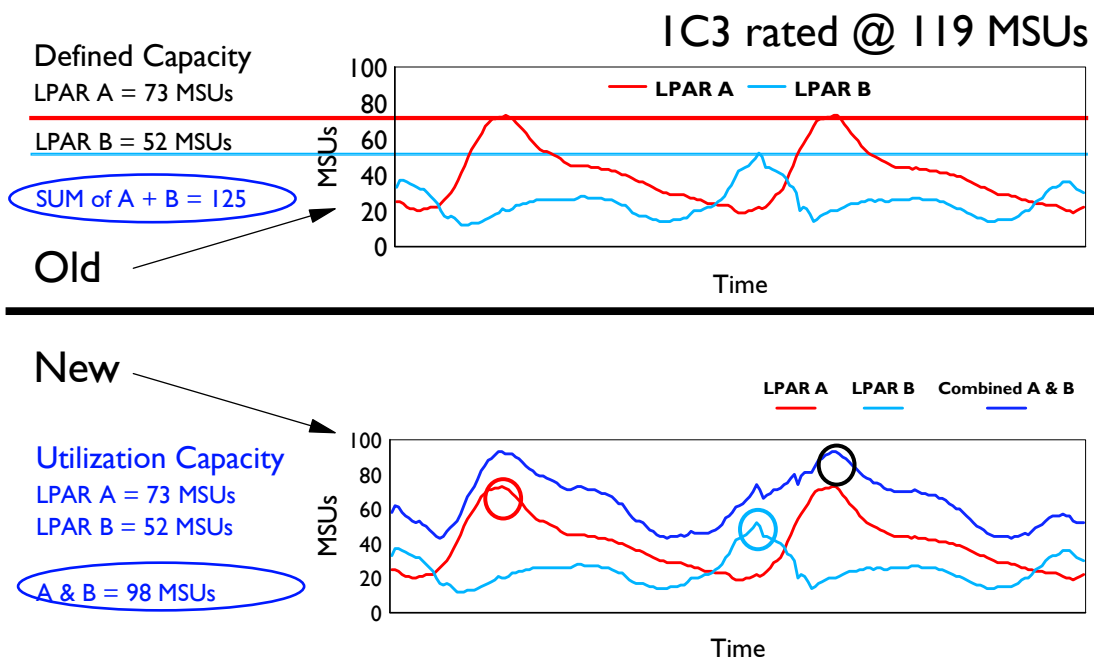 1C3 rated @ 119 MSUs
Defined Capacity
LPAR A = 73 MSUs
LPAR B = 52 MSUs
SUM of A + B = 125
Old
100
80
60
40
20
0
MSUs
LPAR A
LPAR B
Time
New
LPAR A
LPAR B
Combined A & B
Utilization Capacity
LPAR A = 73 MSUs
LPAR B = 52 MSUs
A & B = 98 MSUs
100
80
60
40
20
0
MSUs
Time